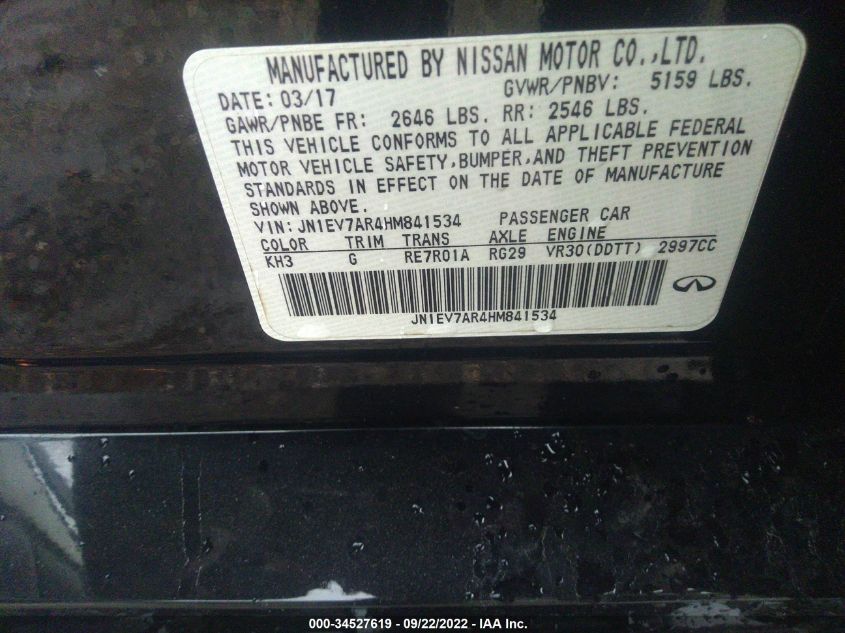 MANUFACTURED BY NISSAN MOTOR CO.,LTD.
DATE: 03/17 GVWR/PNBV: 5159 LBS.
GAWR/PNBE FR: 2646 LBS. RR: 2546 LBS.
THIS VEHICLE CONFORMS TO ALL APPLICABLE FEDERAL
MOTOR VEHICLE SAFETY,BUMPER,AND THEFT PREVENTION
STANDARDS IN EFFECT ON THE DATE OF MANUFACTURE
SHOWN ABOVE.
VIN: JN1EV7AR4HM841534 PASSENGER CAR
COLOR TRIM TRANS AXLE ENGINE
KH3 G RE7R01A RG29 VR30(DDTT) 2997CC
JN1EV7AR4HM841534
000-34527619 - 09/22/2022 - IAA Inc.